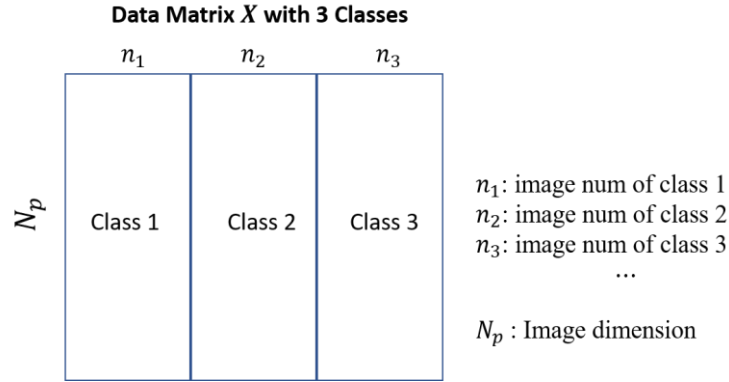 Data Matrix X with 3 Classes
n₁ n₂ n₃
Nₚ
Class 1 Class 2 Class 3
n₁: image num of class 1
n₂: image num of class 2
n₃: image num of class 3
...
Nₚ : Image dimension